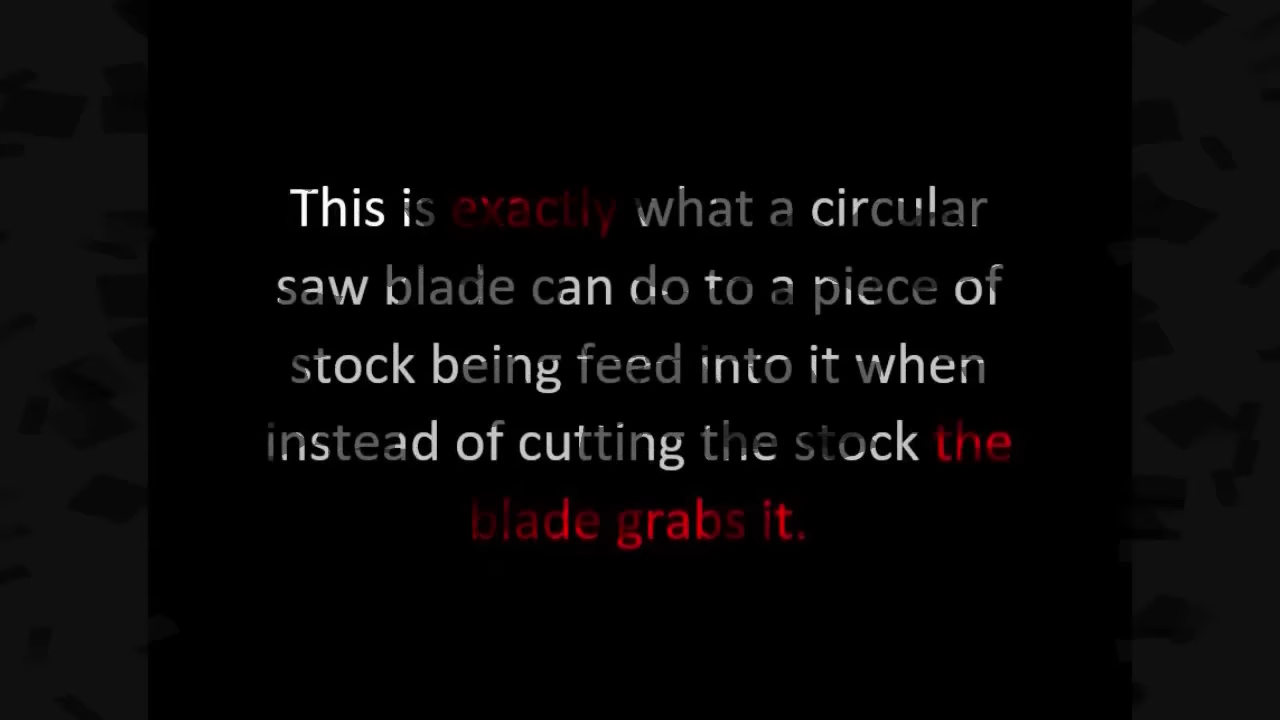 This is exactly what a circular
saw blade can do to a piece of
stock being feed into it when
instead of cutting the stock the
blade grabs it.